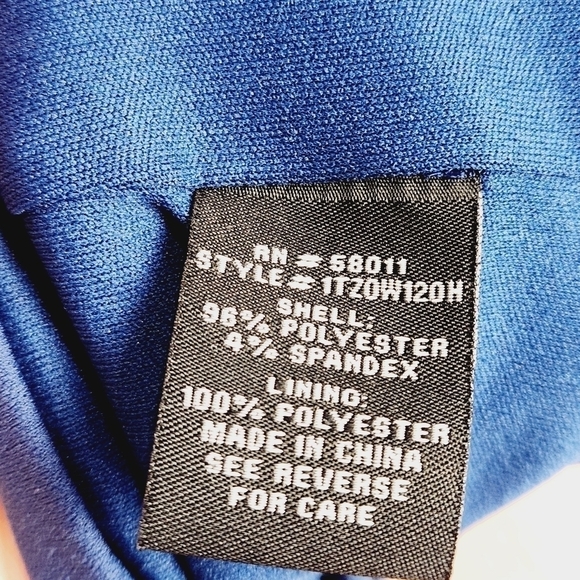 RN # 58011
STYLE# 1TZ0W120H
SHELL:
96% POLYESTER
4% SPANDEX
LINING:
100% POLYESTER
MADE IN CHINA
SEE REVERSE
FOR CARE